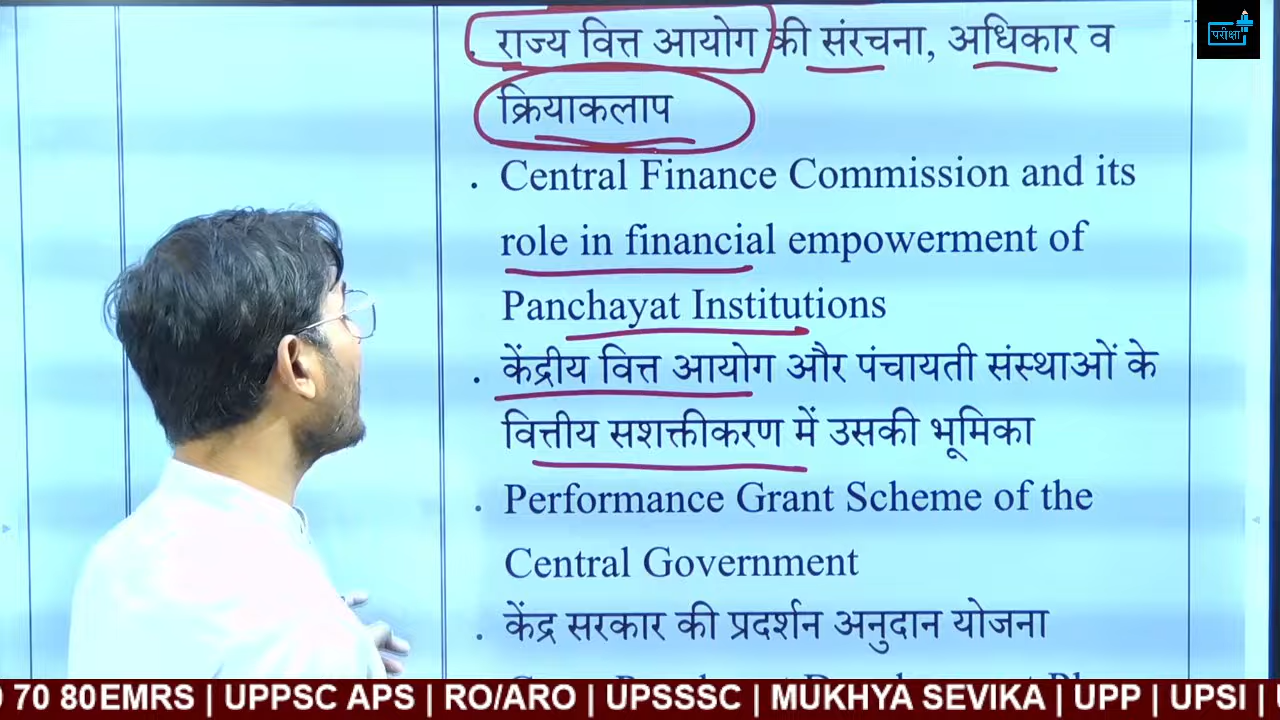 परीक्षा
राज्य वित्त आयोग की संरचना, अधिकार व
क्रियाकलाप
. Central Finance Commission and its
role in financial empowerment of
Panchayat Institutions
. केंद्रीय वित्त आयोग और पंचायती संस्थाओं के
वित्तीय सशक्तीकरण में उसकी भूमिका
. Performance Grant Scheme of the
Central Government
. केंद्र सरकार की प्रदर्शन अनुदान योजना
70 80EMRS | UPPSC APS | RO/ARO | UPSSSC | MUKHYA SEVIKA | UPP | UPSI |